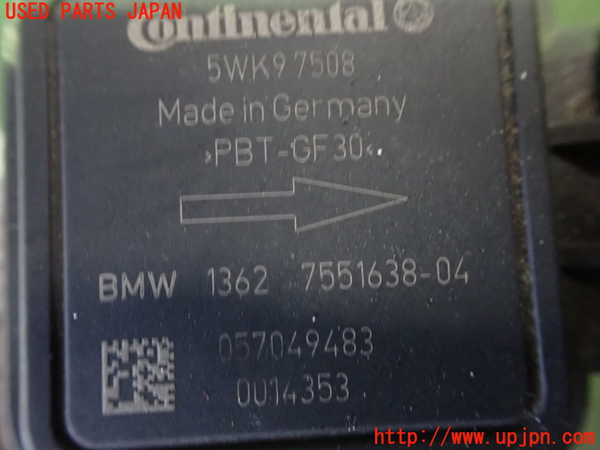 USED PARTS JAPAN
Continental
5WK9 7508
Made in Germany
>PBT-GF30<
BMW 1362 7551638-04
057049483
0014353
http://www.upjpn.com/